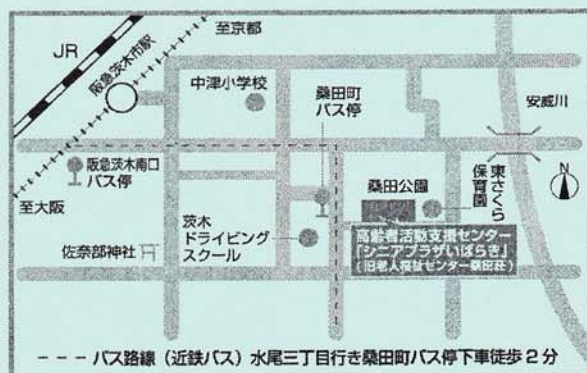 至京都
JR
阪急茨木市駅
中津小学校
桑田町
バス停
安威川
阪急茨木南口
バス停
至大阪
桑田公園
東さくら
保育園
N
茨木
ドライビング
スクール
佐奈部神社
高齢者活動支援センター
「シニアプラザいばらき」
(旧老人福祉センター桑田荘)
--- バス路線(近鉄バス)水尾三丁目行き桑田町バス停下車徒歩2分